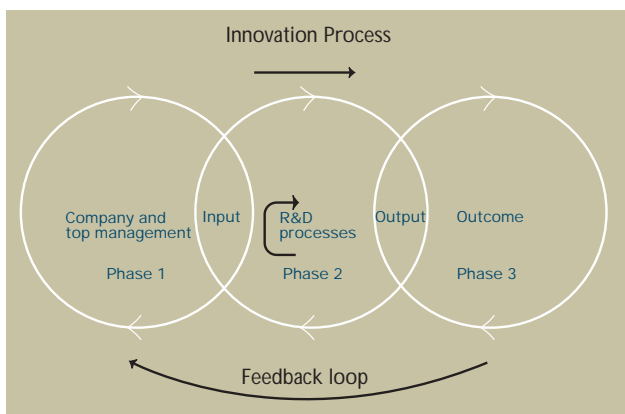 Innovation Process
Company and
top management
Input
R&D
processes
Output
Outcome
Phase 1
Phase 2
Phase 3
Feedback loop